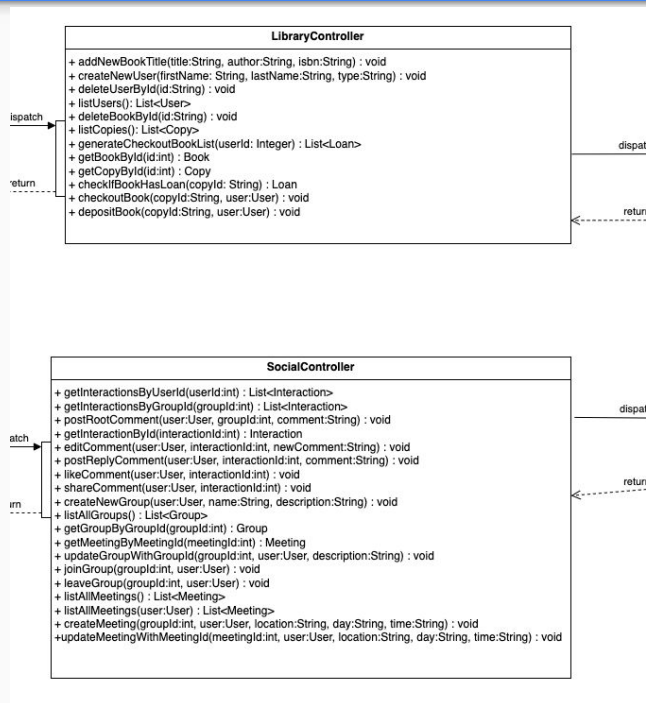 LibraryController
+ addNewBookTitle(title:String, author:String, isbn:String) : void
+ createNewUser(firstName: String, lastName:String, type:String) : void
+ deleteUserById(id:String) : void
+ listUsers(): List<User>
+ deleteBookById(id:String) : void
+ listCopies(): List<Copy>
+ generateCheckoutBookList(userId: Integer) : List<Loan>
+ getBookById(id:int) : Book
+ getCopyById(id:int) : Copy
+ checkIfBookHasLoan(copyId: String) : Loan
+ checkoutBook(copyId:String, user:User) : void
+ depositBook(copyId:String, user:User) : void
ispatch
return
dispat
return
SocialController
+ getInteractionsByUserId(userId:int) : List<Interaction>
+ getInteractionsByGroupId(groupId:int) : List<Interaction>
+ postRootComment(user:User, groupId:int, comment:String) : void
+ getInteractionById(interactionId:int) : Interaction
+ editComment(user:User, interactionId:int, newComment:String) : void
+ postReplyComment(user:User, interactionId:int, comment:String) : void
+ likeComment(user:User, interactionId:int) : void
+ shareComment(user:User, interactionId:int) : void
+ createNewGroup(user:User, name:String, description:String) : void
+ listAllGroups() : List<Group>
+ getGroupByGroupId(groupId:int) : Group
+ getMeetingByMeetingId(meetingId:int) : Meeting
+ updateGroupWithGroupId(groupId:int, user:User, description:String) : void
+ joinGroup(groupId:int, user:User) : void
+ leaveGroup(groupId:int, user:User) : void
+ listAllMeetings() : List<Meeting>
+ listAllMeetings(user:User) : List<Meeting>
+ createMeeting(groupId:int, user:User, location:String, day:String, time:String) : void
+updateMeetingWithMeetingId(meetingId:int, user:User, location:String, day:String, time:String) : void
atch
rn
dispat
return